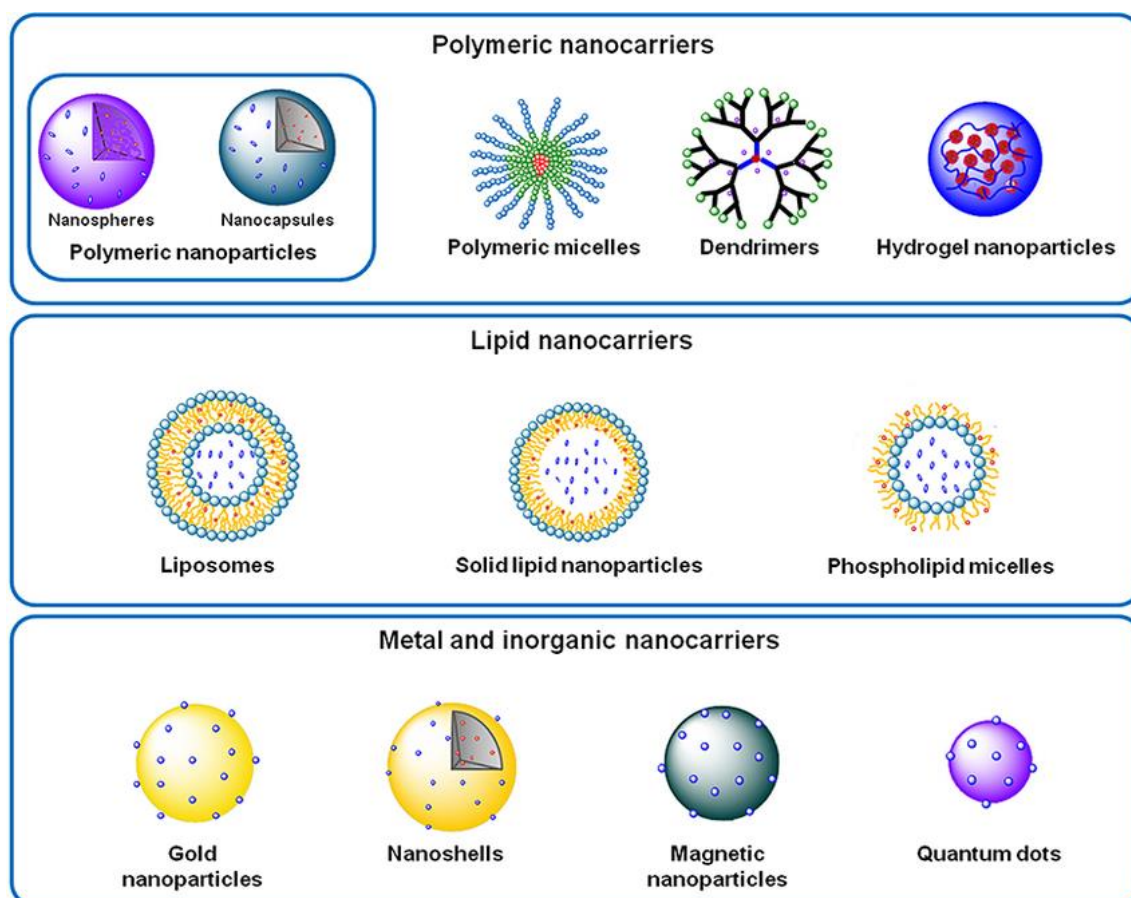 Polymeric nanocarriers
Nanospheres
Nanocapsules
Polymeric nanoparticles
Polymeric micelles
Dendrimers
Hydrogel nanoparticles
Lipid nanocarriers
Liposomes
Solid lipid nanoparticles
Phospholipid micelles
Metal and inorganic nanocarriers
Gold
nanoparticles
Nanoshells
Magnetic
nanoparticles
Quantum dots